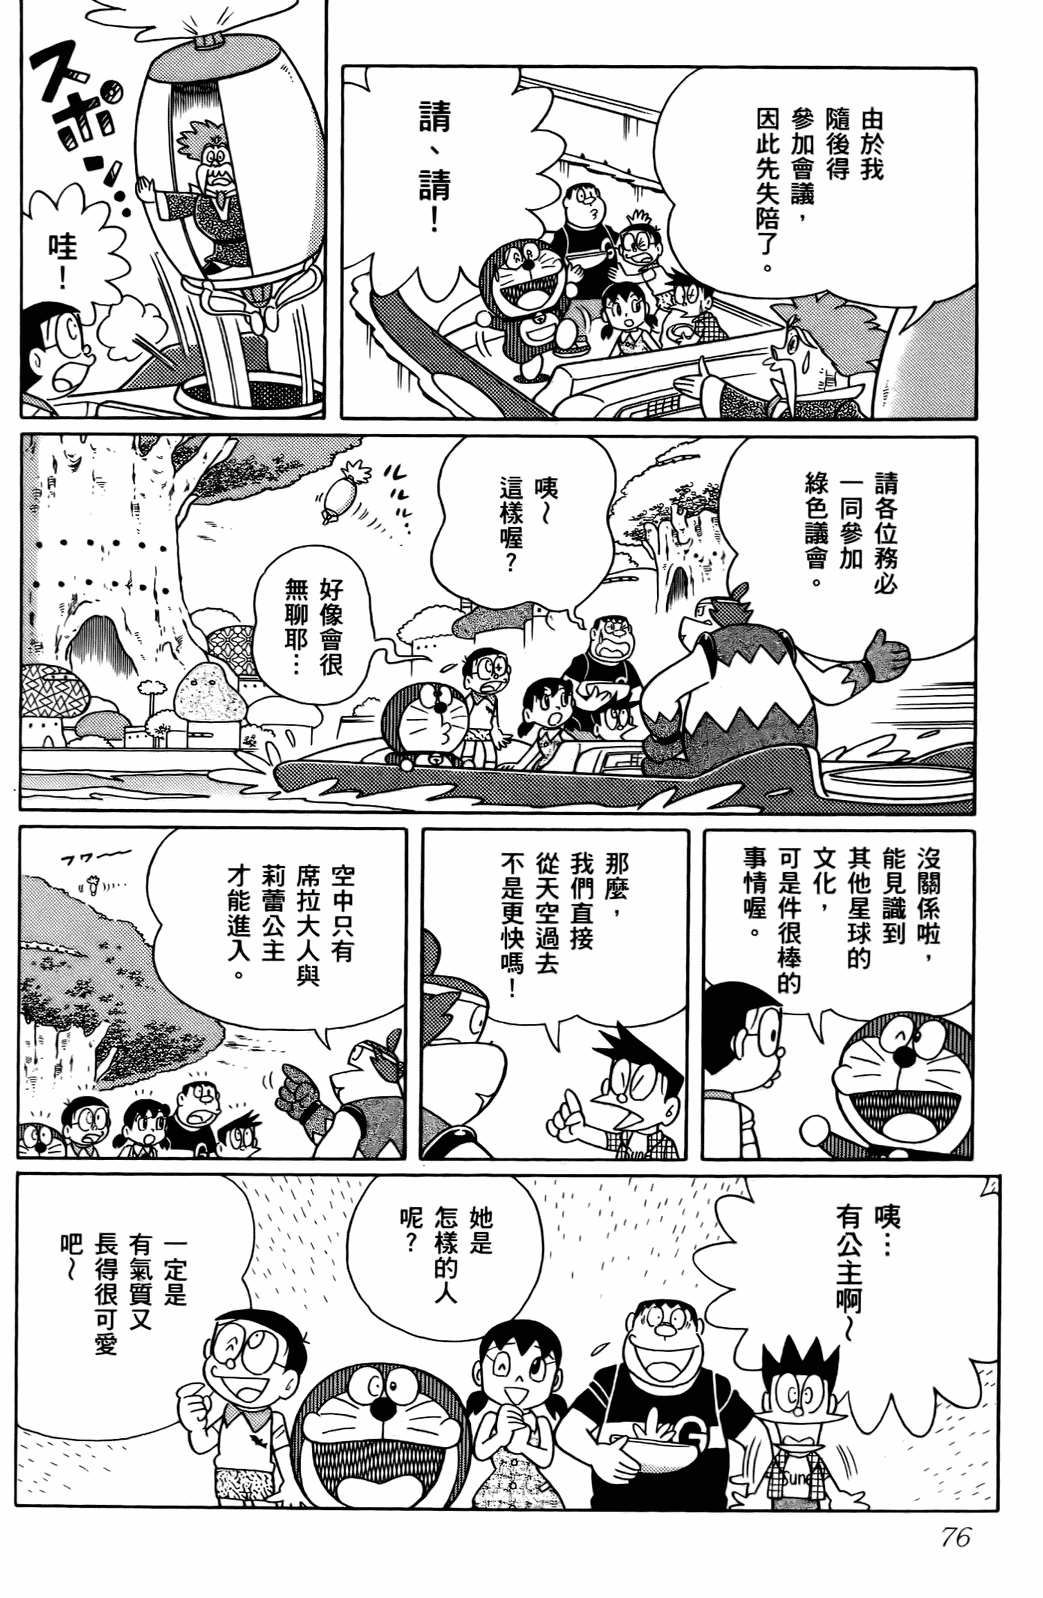 由於我
隨後得
參加會議，
因此先失陪了。
請、請！
スポン
哇！
請各位務必
一同參加
綠色議會。
咦～
這樣喔？
好像會很
無聊耶…
沒關係啦，
能見識到
其他星球的
文化，
可是件很棒的
事情喔。
那麼，
我們直接
從天空過去
不是更快嗎！
空中只有
席拉大人與
莉蕾公主
才能進入。
フワーー
咦…
有公主啊～
她是
怎樣的人
呢？
一定是
有氣質又
長得很可愛
吧～
G
Sune
76